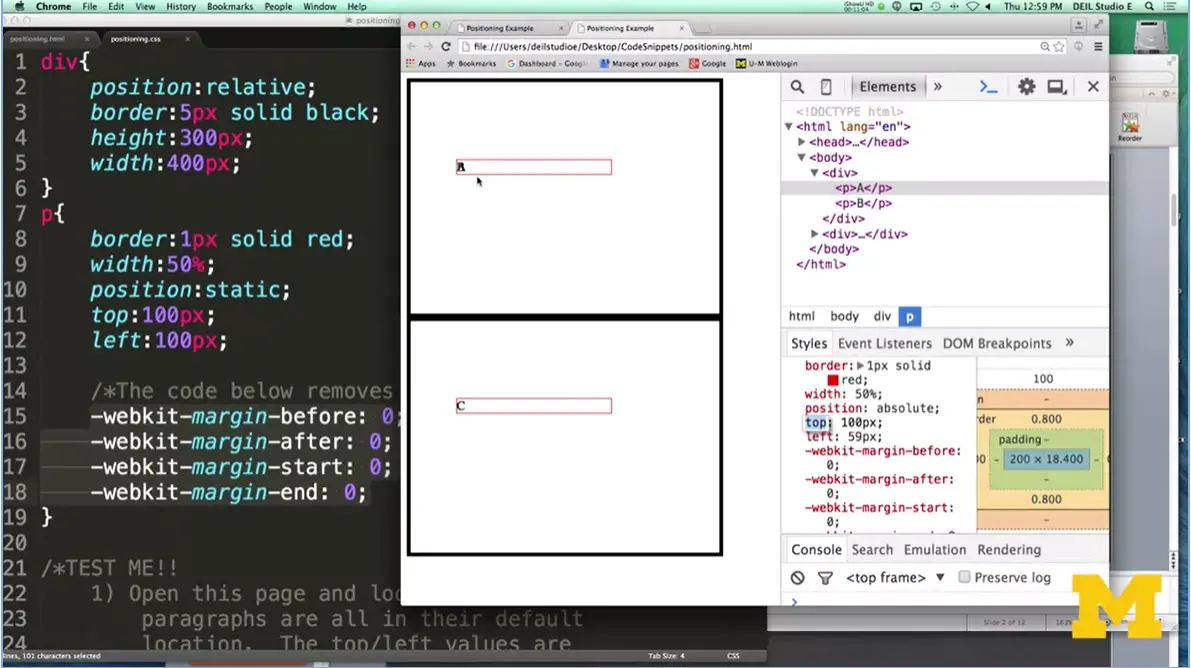 Chrome File Edit View History Bookmarks People Window Help
iShowU HD
00:11:04
Thu 12:59 PM DEIL Studio E
positioning.html
positioning.css
positioning
Positioning Example
Positioning Example
file:///Users/deilstudioe/Desktop/CodeSnippets/positioning.html
Apps Bookmarks Dashboard - Google Manage your pages Google U-M Weblogin
1 div{
2 position:relative;
3 border:5px solid black;
4 height:300px;
5 width:400px;
6 }
7 p{
8 border:1px solid red;
9 width:50%;
10 position:static;
11 top:100px;
12 left:100px;
13
14 /*The code below removes
15 -webkit-margin-before: 0;
16 -webkit-margin-after: 0;
17 -webkit-margin-start: 0;
18 -webkit-margin-end: 0;
19 }
20
21 /*TEST ME!!
22 1) Open this page and loo
23 paragraphs are all in their default
24 location. The top/left values are
lines, 101 characters selected
Tab Size: 4
CSS
C
Elements »
<!DOCTYPE html>
<html lang="en">
<head>…</head>
<body>
<div>
<p>A</p>
<p>B</p>
</div>
<div>…</div>
</body>
</html>
html body div p
Styles Event Listeners DOM Breakpoints »
border: 1px solid
red;
width: 50%;
position: absolute;
top: 100px;
left: 59px;
-webkit-margin-before:
0;
-webkit-margin-after:
0;
-webkit-margin-start:
0;
100
0.800
padding -
200 × 18.400
0.800
Console Search Emulation Rendering
<top frame> Preserve log
Reorder
Slide 2 of 12
M